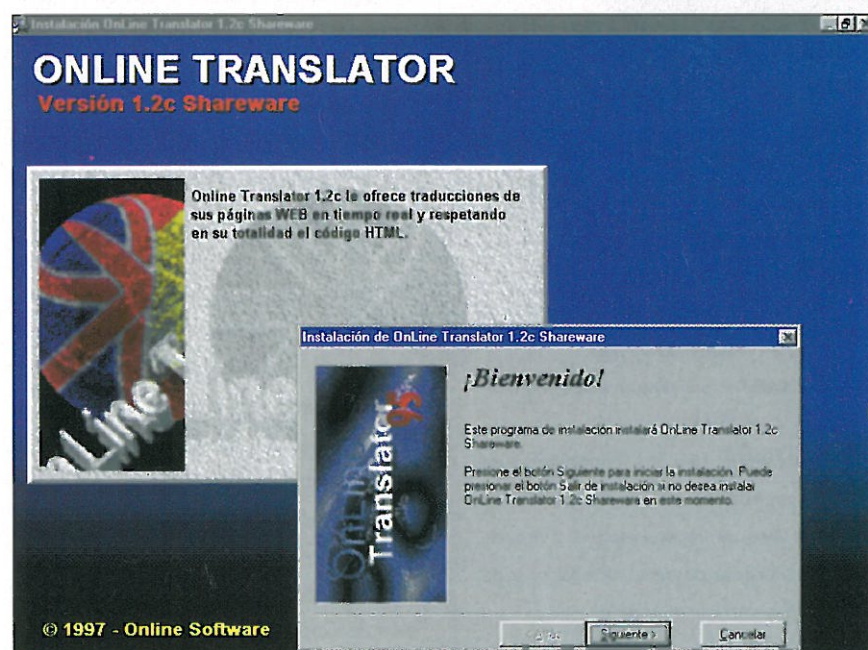 Instalación OnLine Translator 1.2c Shareware
ONLINE TRANSLATOR
Versión 1.2c Shareware
Online Translator 1.2c le ofrece traducciones de
sus páginas WEB en tiempo real y respetando
en su totalidad el código HTML.
Instalación de OnLine Translator 1.2c Shareware
OnLine
Translator 95
¡Bienvenido!
Este programa de instalación instalará OnLine Translator 1.2c
Shareware.
Presione el botón Siguiente para iniciar la instalación. Puede
presionar el botón Salir de instalación si no desea instalar
OnLine Translator 1.2c Shareware en este momento.
Siguiente >
Cancelar
© 1997 - Online Software